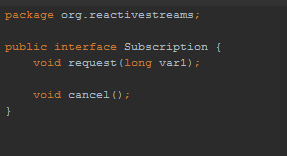 package org.reactivestreams;
public interface Subscription {
    void request(long var1);
    void cancel();
}